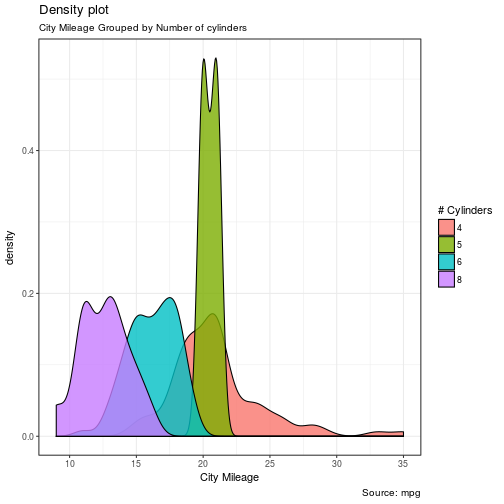 Density plot
City Mileage Grouped by Number of cylinders
density
0.4
0.2
0.0
10 15 20 25 30 35
City Mileage
# Cylinders
4
5
6
8
Source: mpg